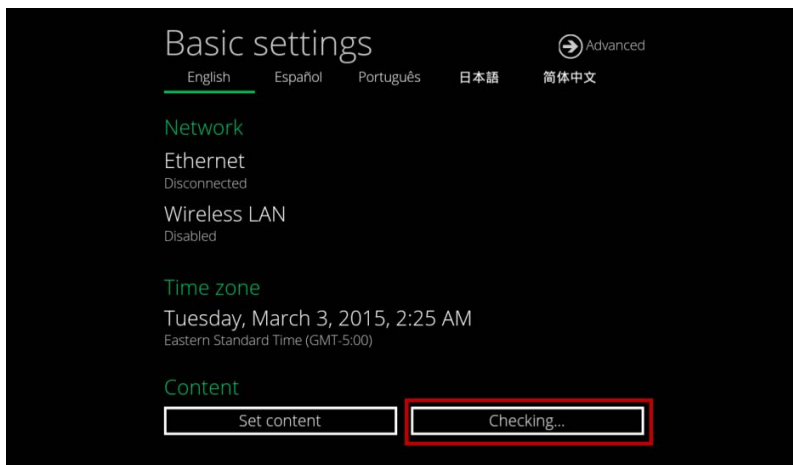 Basic settings
Advanced
English Español Português 日本語 简体中文
Network
Ethernet
Disconnected
Wireless LAN
Disabled
Time zone
Tuesday, March 3, 2015, 2:25 AM
Eastern Standard Time (GMT-5:00)
Content
Set content Checking...